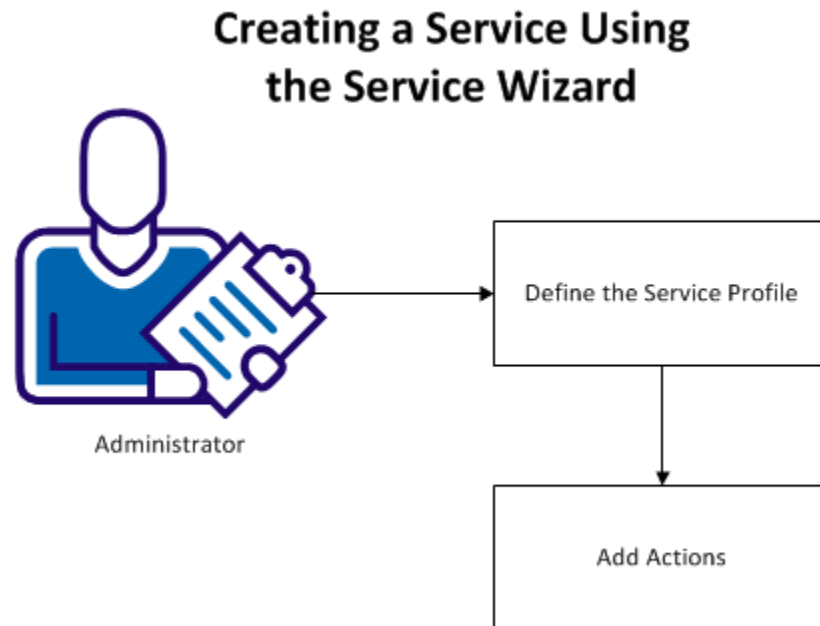 Creating a Service Using
the Service Wizard
Define the Service Profile
Administrator
Add Actions